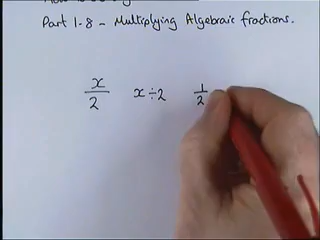 Part 1.8 - Multiplying Algebraic fractions.
x/2 x÷2 1/2